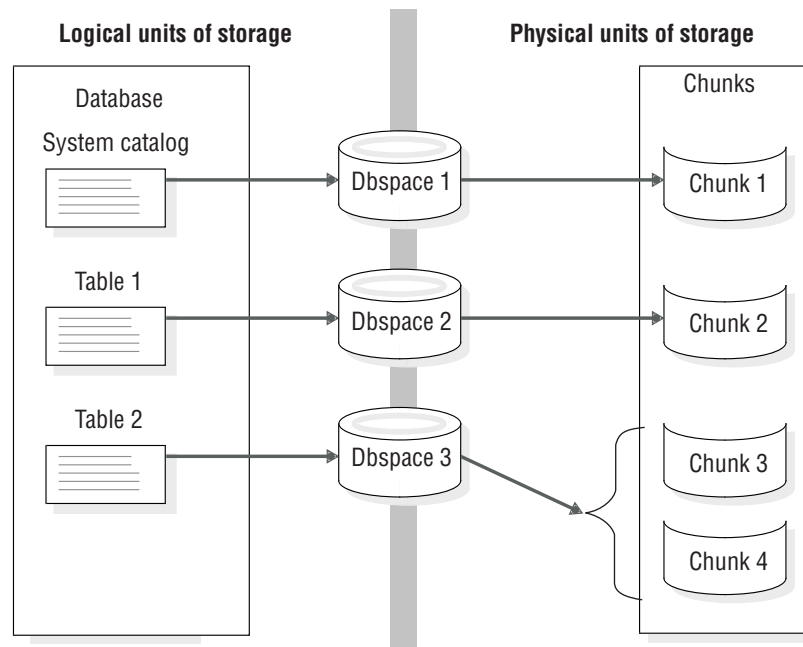 Logical units of storage
Physical units of storage
Database
Chunks
System catalog
Dbspace 1
Chunk 1
Table 1
Dbspace 2
Chunk 2
Table 2
Dbspace 3
Chunk 3
Chunk 4